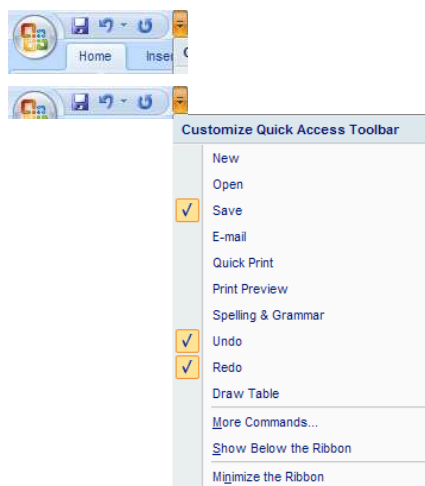 Home Inser
Customize Quick Access Toolbar
New
Open
Save
E-mail
Quick Print
Print Preview
Spelling & Grammar
Undo
Redo
Draw Table
More Commands...
Show Below the Ribbon
Minimize the Ribbon